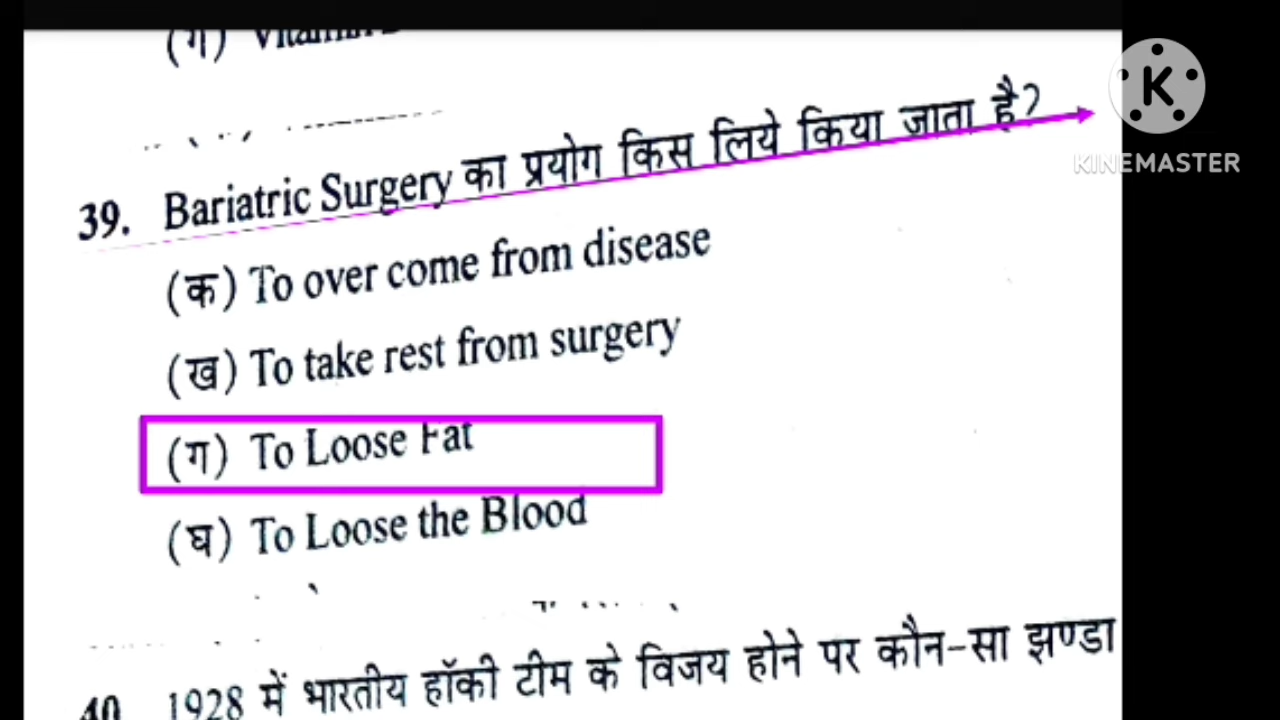 (ग)
39. Bariatric Surgery का प्रयोग किस लिये किया जाता है?
(क) To over come from disease
(ख) To take rest from surgery
(ग) To Loose Fat
(घ) To Loose the Blood
40 1928 में भारतीय हॉकी टीम के विजय होने पर कौन-सा झण्डा
K
KINEMASTER